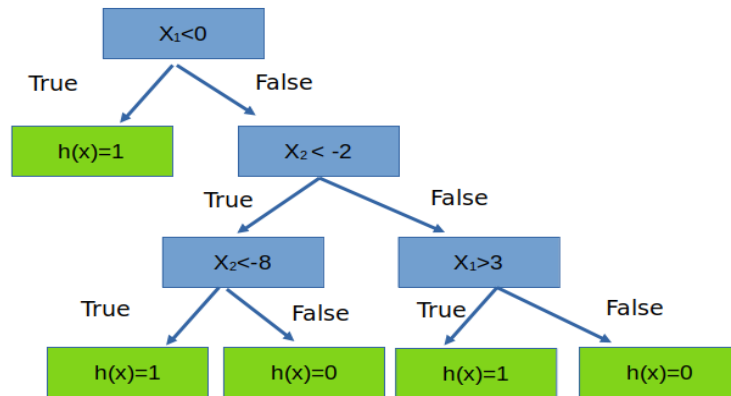 X₁<0
True
False
h(x)=1
X₂ < -2
True
False
X₂<-8
X₁>3
True
False
True
False
h(x)=1
h(x)=0
h(x)=1
h(x)=0